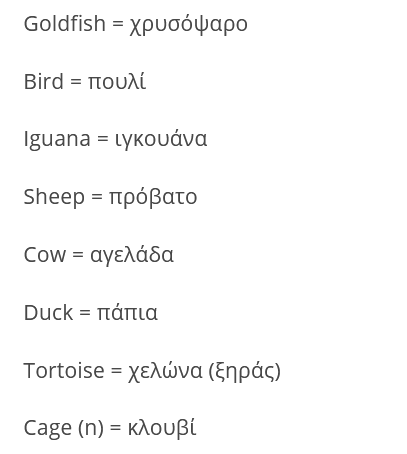 Goldfish = χρυσόψαρο
Bird = πουλί
Iguana = ιγκουάνα
Sheep = πρόβατο
Cow = αγελάδα
Duck = πάπια
Tortoise = χελώνα (ξηράς)
Cage (n) = κλουβί